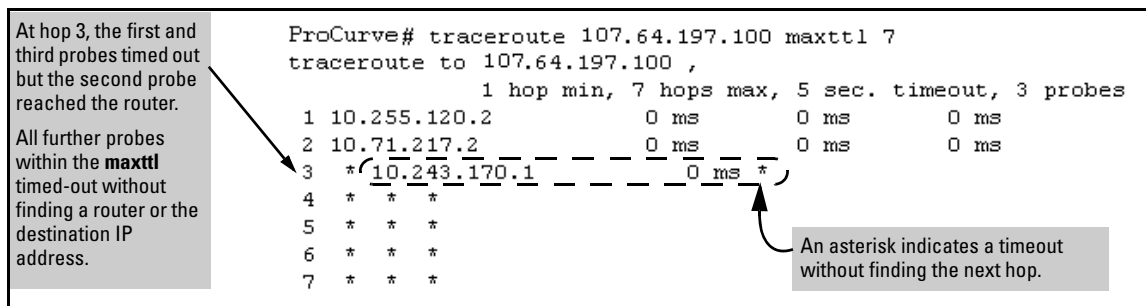 At hop 3, the first and
third probes timed out
but the second probe
reached the router.
All further probes
within the maxttl
timed-out without
finding a router or the
destination IP
address.
ProCurve# traceroute 107.64.197.100 maxttl 7
traceroute to 107.64.197.100 ,
1 hop min, 7 hops max, 5 sec. timeout, 3 probes
1 10.255.120.2 0 ms 0 ms 0 ms
2 10.71.217.2 0 ms 0 ms 0 ms
3 * 10.243.170.1 0 ms *
4 * * *
5 * * *
6 * * *
7 * * *
An asterisk indicates a timeout
without finding the next hop.